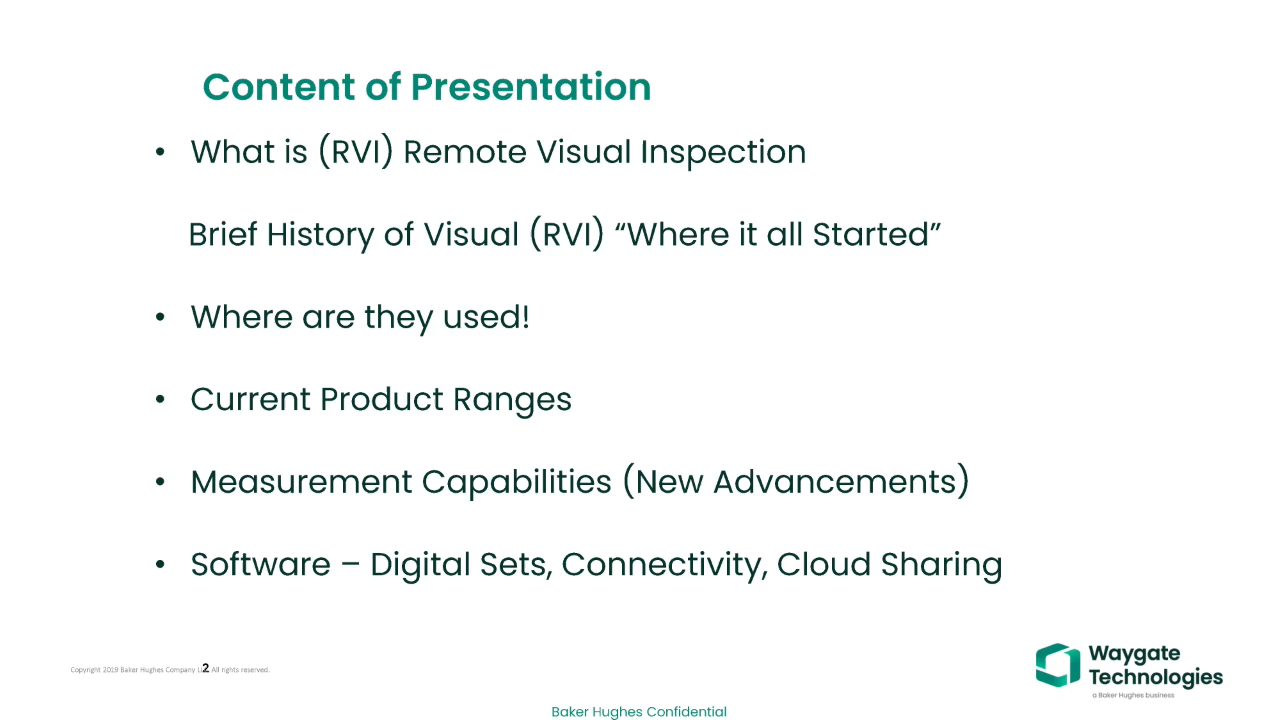 Content of Presentation
• What is (RVI) Remote Visual Inspection
Brief History of Visual (RVI) “Where it all Started”
• Where are they used!
• Current Product Ranges
• Measurement Capabilities (New Advancements)
• Software – Digital Sets, Connectivity, Cloud Sharing
Copyright 2019 Baker Hughes Company All rights reserved.
2
Waygate
Technologies
a Baker Hughes business
Baker Hughes Confidential